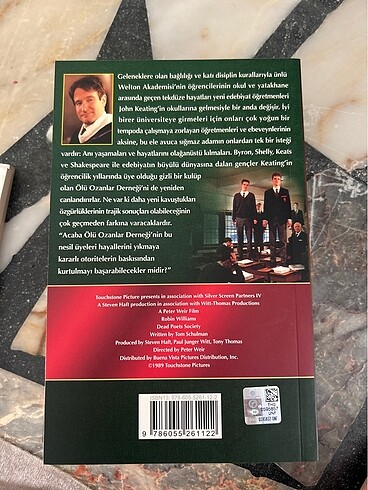 Geleneklere olan bağlılığı ve katı disiplin kurallarıyla ünlü
Welton Akademisi'nin öğrencilerinin okul ve yatakhane
arasında geçen tekdüze hayatları yeni edebiyat öğretmenleri
John Keating'in okullarına gelmesiyle bir anda değişir. İyi
birer üniversiteye girmeleri için onları çok yoğun bir
tempoda çalışmaya zorlayan öğretmenleri ve ebeveynlerinin
aksine, bu ele avuca sığmaz adamın onlardan tek bir isteği
vardır: Anı yaşamaları ve hayatlarını olağanüstü kılmaları. Byron, Shelly, Keats
ve Shakespeare ile edebiyatın büyülü dünyasına dalan gençler Keating'in
öğrencilik yıllarında üye olduğu gizli bir kulüp
olan Ölü Ozanlar Derneği'ni de yeniden
canlandırırlar. Ne var ki daha yeni kavuştukları
özgürlüklerinin trajik sonuçları olabileceğinin
çok geçmeden farkına varacaklardır.
"Acaba Ölü Ozanlar Derneği'nin bu
nesil üyeleri hayallerini yıkmaya
kararlı otoritelerin baskısından
kurtulmayı başarabilecekler midir?"
Touchstone Picture presents in association with Silver Screen Partners IV
A Steven Haft production in association with Witt-Thomas Productions
A Peter Weir Film
Robin Williams
Dead Poets Society
Written by Tom Schulman
Produced by Steven Haft, Paul Junger Witt, Tony Thomas
Directed by Peter Weir
Distributed by Buena Vista Pictures Distribution, Inc.
©1989 Touchstone Pictures
ISBN13: 978-605-5261-12-2
9 786055 261122